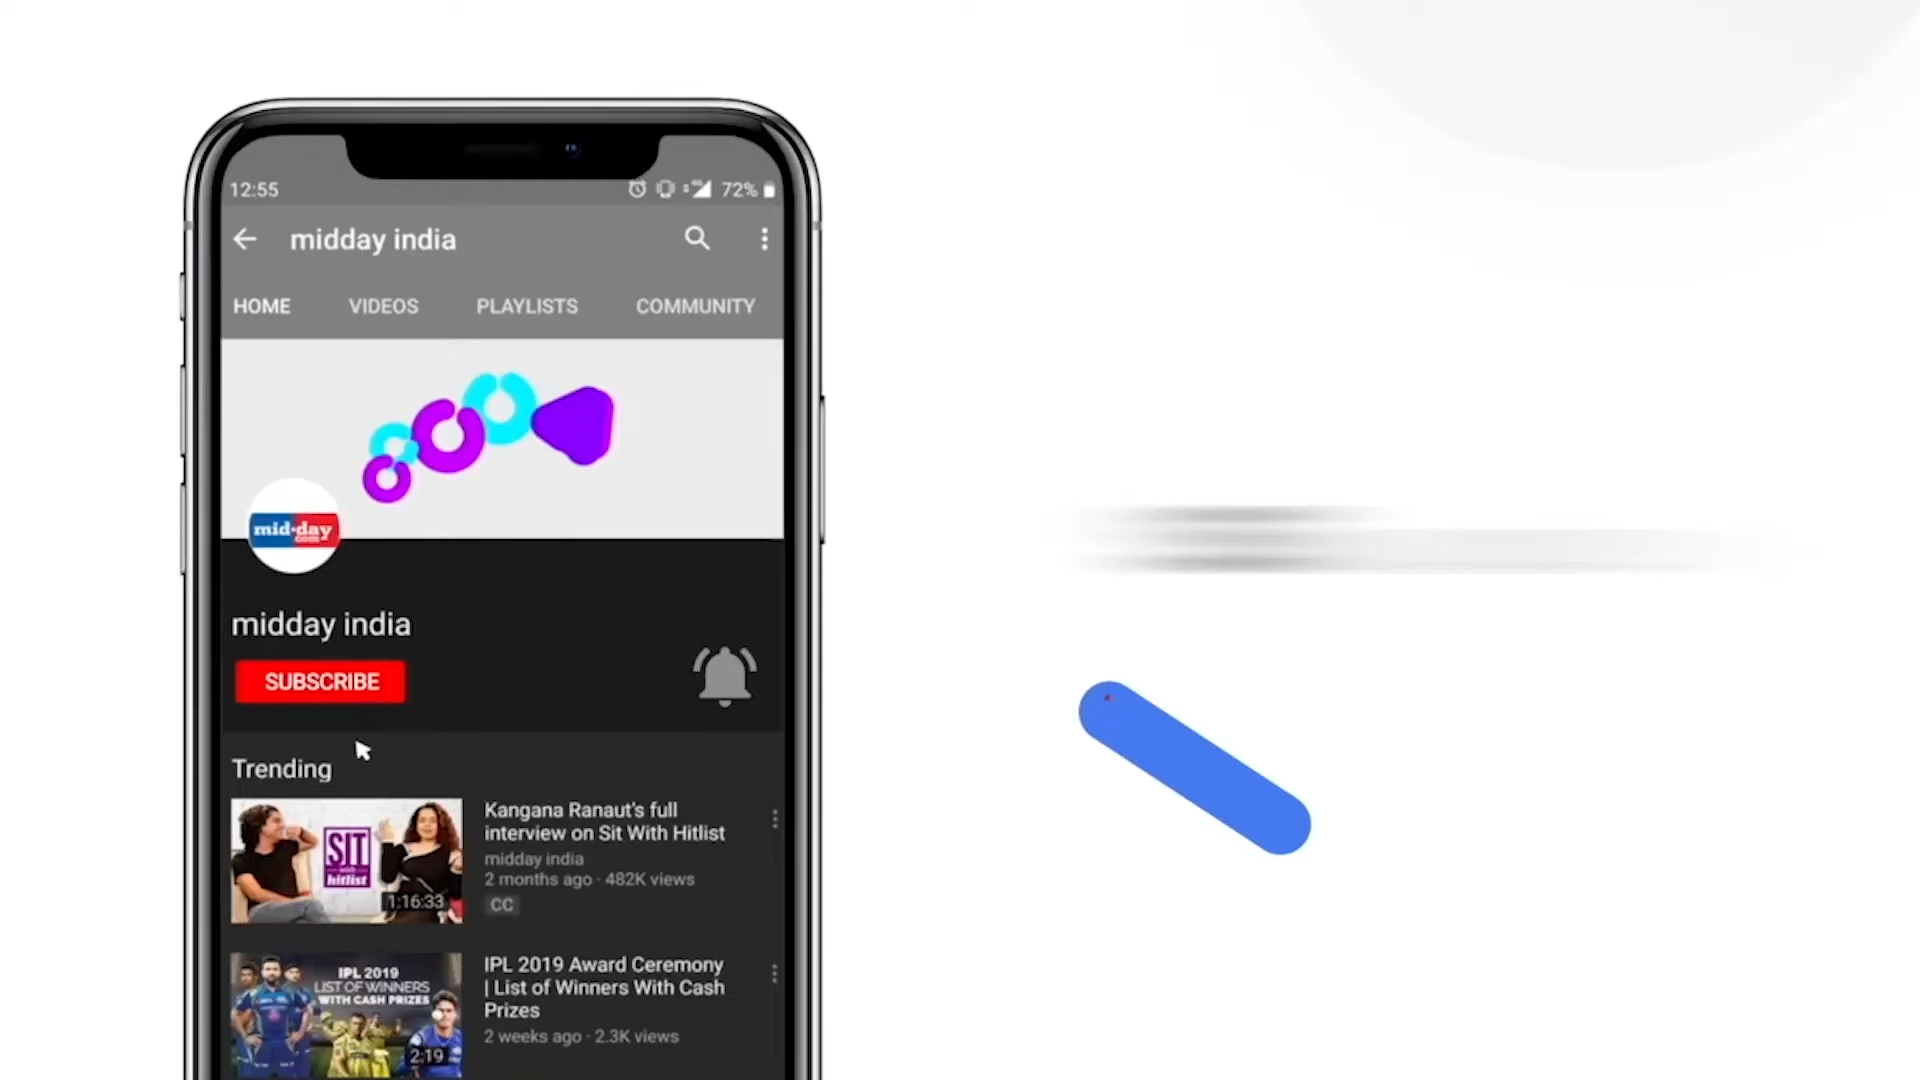 12:55
72%
midday india
HOME VIDEOS PLAYLISTS COMMUNITY
mid-day
com
midday india
SUBSCRIBE
Trending
SIT
with
hitlist
1:16:33
Kangana Ranaut's full
interview on Sit With Hitlist
midday india
2 months ago · 482K views
CC
IPL 2019
LIST OF WINNERS
WITH CASH PRIZES
2:19
IPL 2019 Award Ceremony
| List of Winners With Cash
Prizes
2 weeks ago · 2.3K views